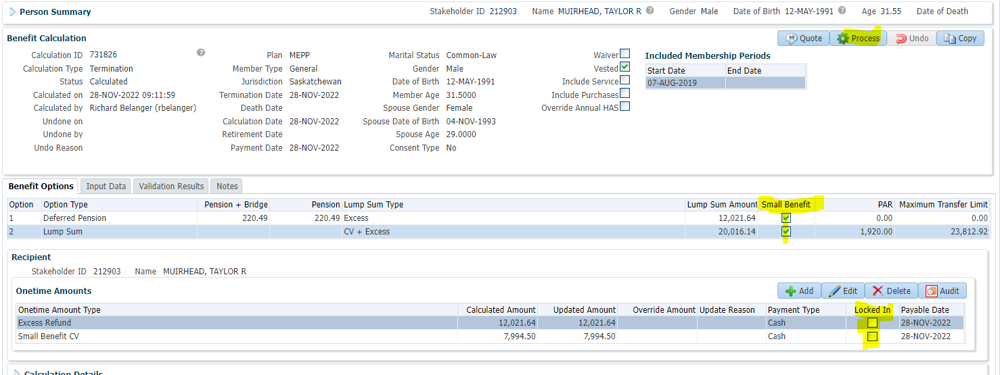 Person Summary Stakeholder ID 212903 Name MUIRHEAD, TAYLOR R Gender Male Date of Birth 12-MAY-1991 Age 31.55 Date of Death
Benefit Calculation Quote Process Undo Copy
Calculation ID 731826 Plan MEPP Marital Status Common-Law Waiver Included Membership Periods
Calculation Type Termination Member Type General Gender Male Vested Start Date End Date
Status Calculated Jurisdiction Saskatchewan Date of Birth 12-MAY-1991 Include Service 07-AUG-2019
Calculated on 28-NOV-2022 09:11:59 Termination Date 28-NOV-2022 Member Age 31.5000 Include Purchases
Calculated by Richard Belanger (rbelanger) Death Date Spouse Gender Female Override Annual HAS
Undone on Calculation Date 28-NOV-2022 Spouse Date of Birth 04-NOV-1993
Undone by Retirement Date Spouse Age 29.0000
Undo Reason Payment Date 28-NOV-2022 Consent Type No
Benefit Options Input Data Validation Results Notes
Option Option Type Pension + Bridge Pension Lump Sum Type Lump Sum Amount Small Benefit PAR Maximum Transfer Limit
1 Deferred Pension 220.49 220.49 Excess 12,021.64 0.00 0.00
2 Lump Sum CV + Excess 20,016.14 1,920.00 23,812.92
Recipient
Stakeholder ID 212903 Name MUIRHEAD, TAYLOR R
Onetime Amounts Add Edit Delete Audit
Onetime Amount Type Calculated Amount Updated Amount Override Amount Update Reason Payment Type Locked In Payable Date
Excess Refund 12,021.64 12,021.64 Cash 28-NOV-2022
Small Benefit CV 7,994.50 7,994.50 Cash 28-NOV-2022
Calculation Details